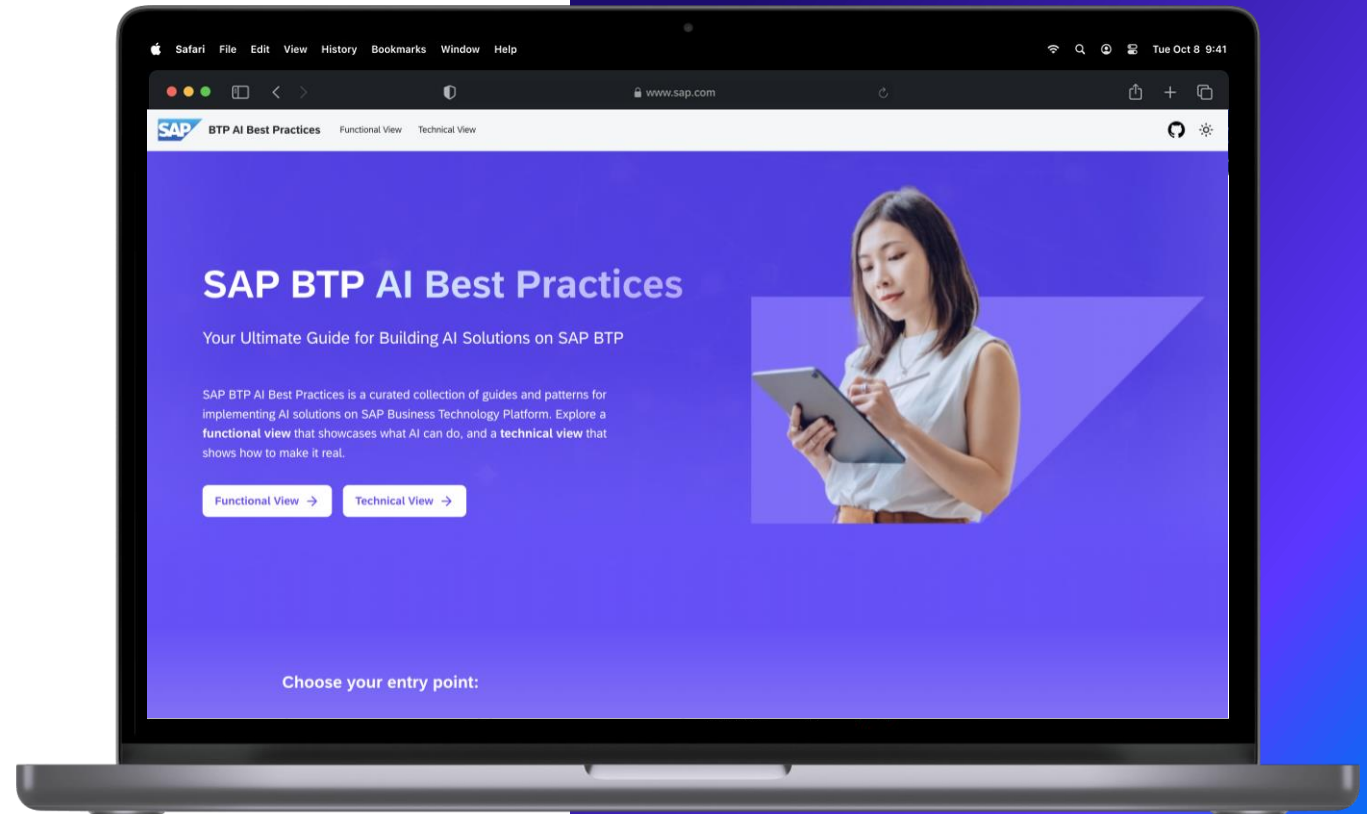 Safari File Edit View History Bookmarks Window Help
Tue Oct 8 9:41
www.sap.com
SAP BTP AI Best Practices Functional View Technical View
SAP BTP AI Best Practices
Your Ultimate Guide for Building AI Solutions on SAP BTP
SAP BTP AI Best Practices is a curated collection of guides and patterns for
implementing AI solutions on SAP Business Technology Platform. Explore a
functional view that showcases what AI can do, and a technical view that
shows how to make it real.
Functional View →
Technical View →
Choose your entry point: